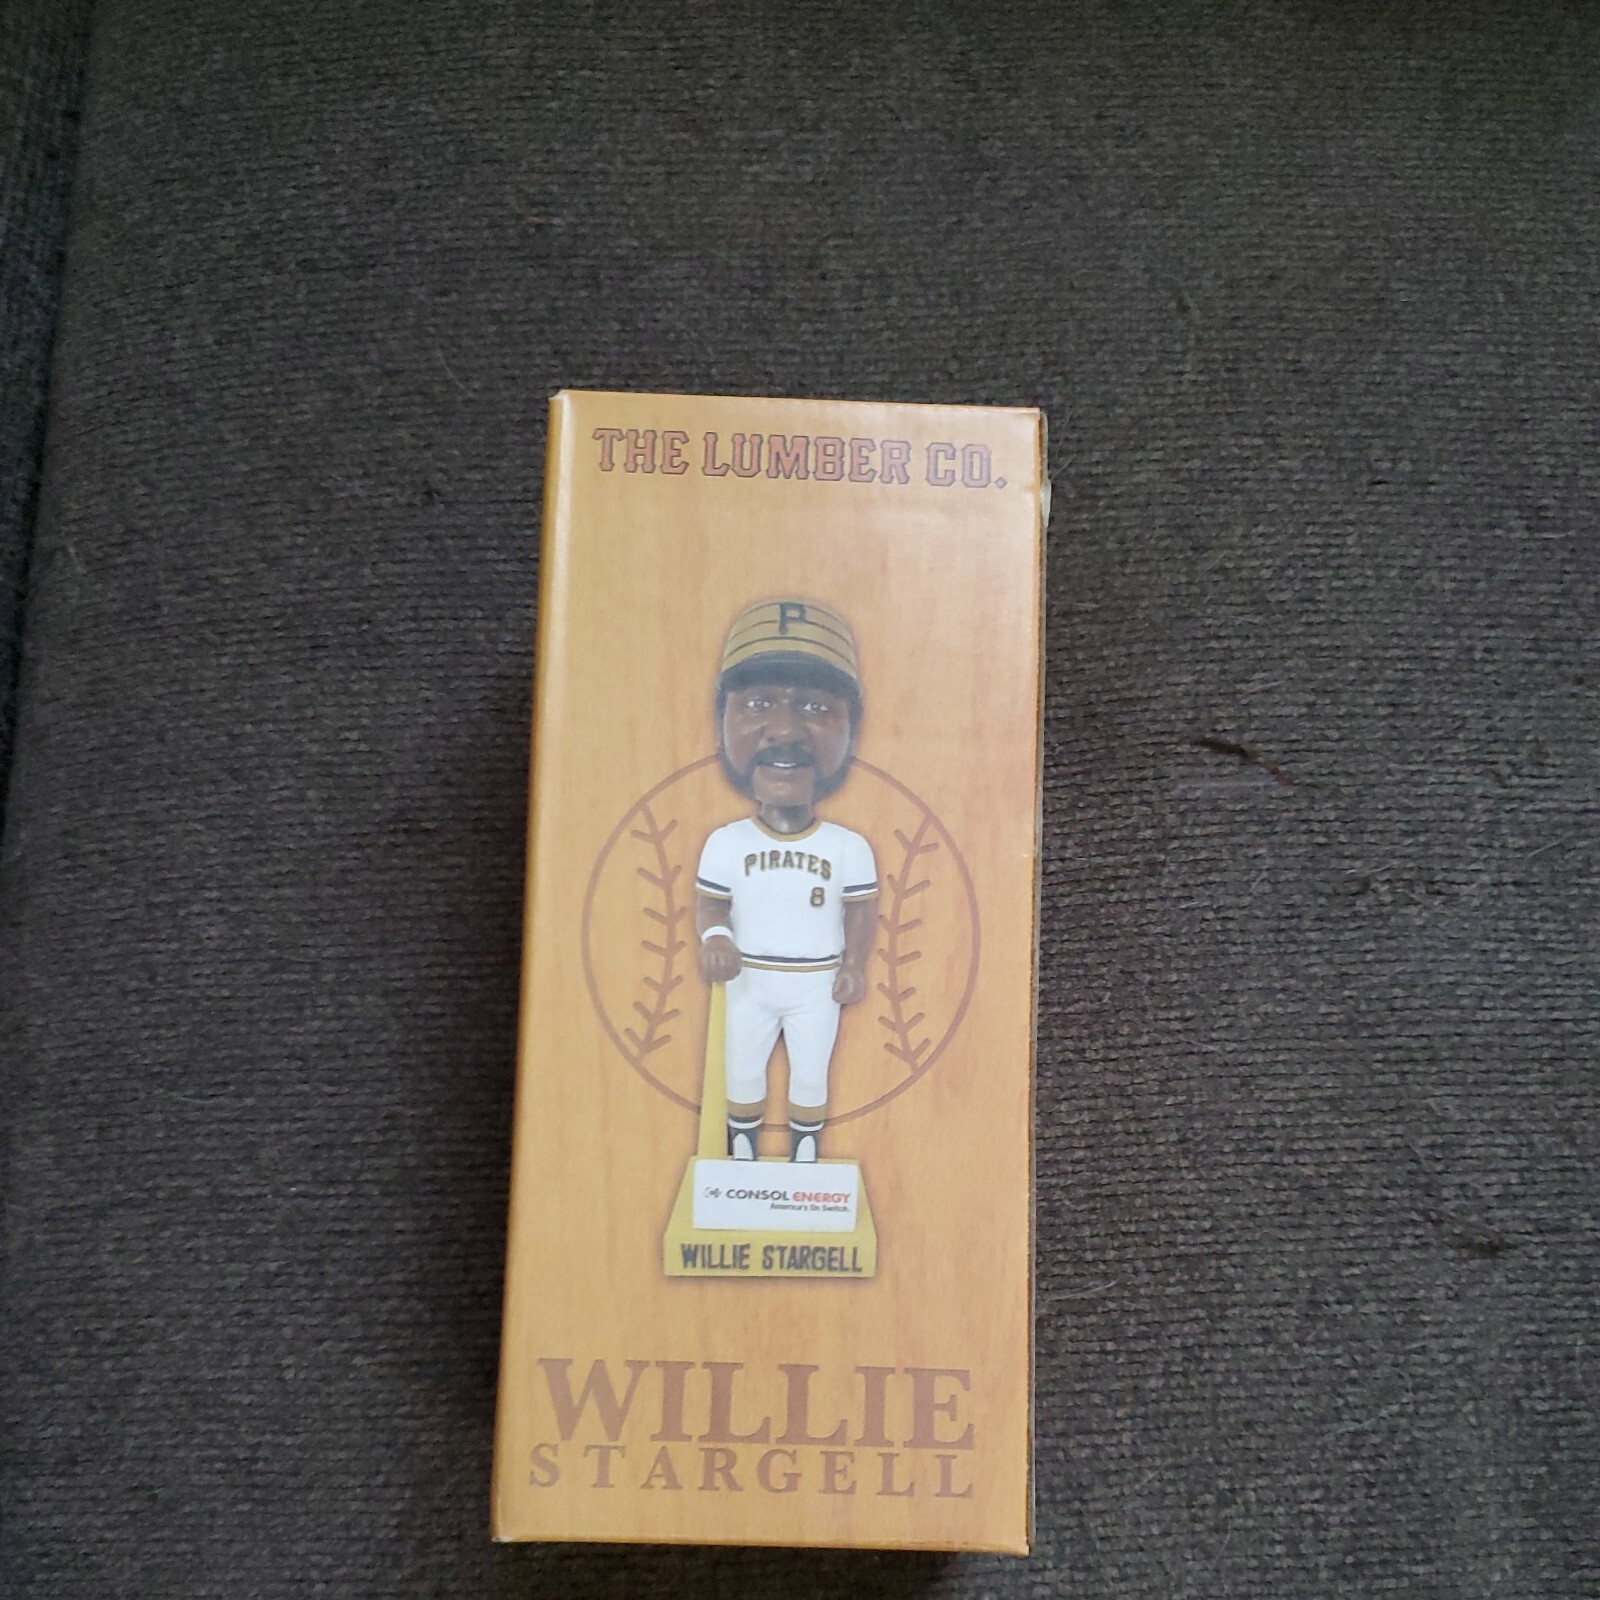 THE LUMBER CO.
P
PIRATES
8
CONSOL ENERGY
America's On Switch.
WILLIE STARGELL
WILLIE
STARGELL